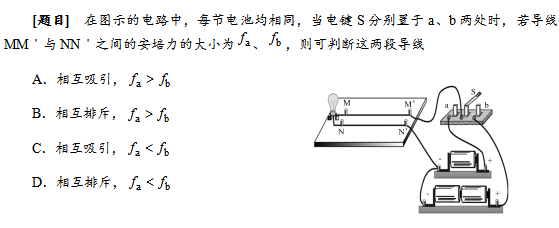 [题目] 在图示的电路中，每节电池均相同，当电键 S 分别置于 a、b 两处时，若导线
MM＇与 NN＇之间的安培力的大小为 fa、fb，则可判断这两段导线
A．相互吸引，fa > fb
B．相互排斥，fa > fb
C．相互吸引，fa < fb
D．相互排斥，fa < fb
S
M M' a b
N N'
- +
- +